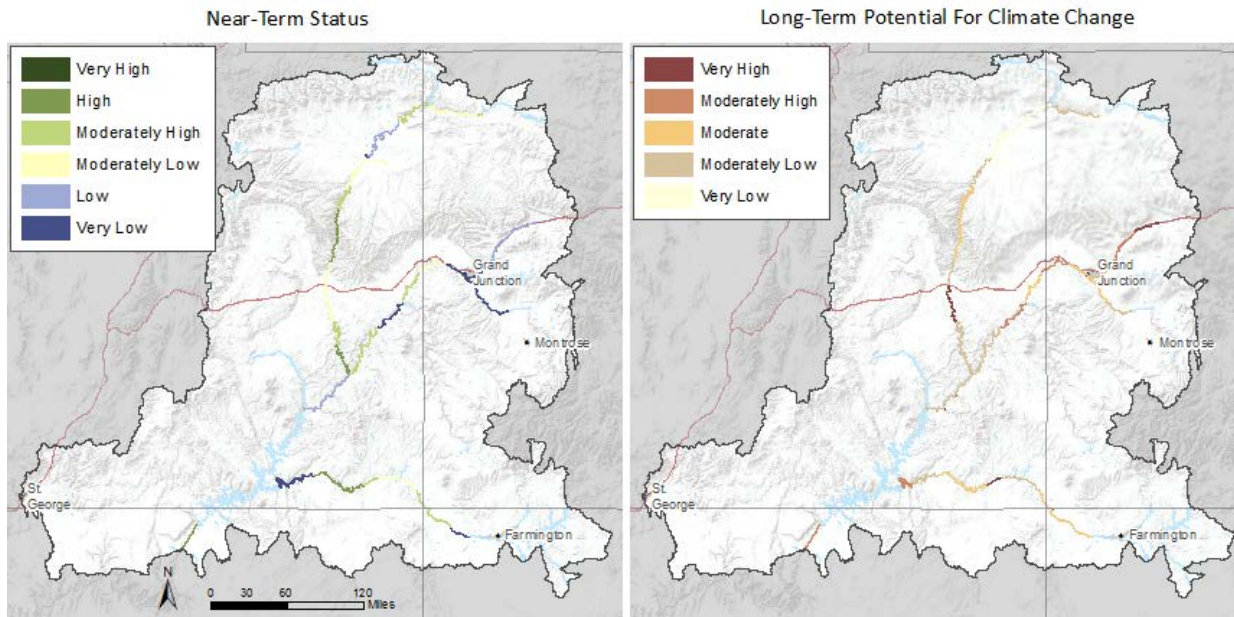 Near-Term Status
Very High
High
Moderately High
Moderately Low
Low
Very Low
Grand
Junction
Montrose
St.
George
Farmington
N
0 30 60 120
Miles
Long-Term Potential For Climate Change
Very High
Moderately High
Moderate
Moderately Low
Very Low
Grand
Junction
Montrose
St.
George
Farmington